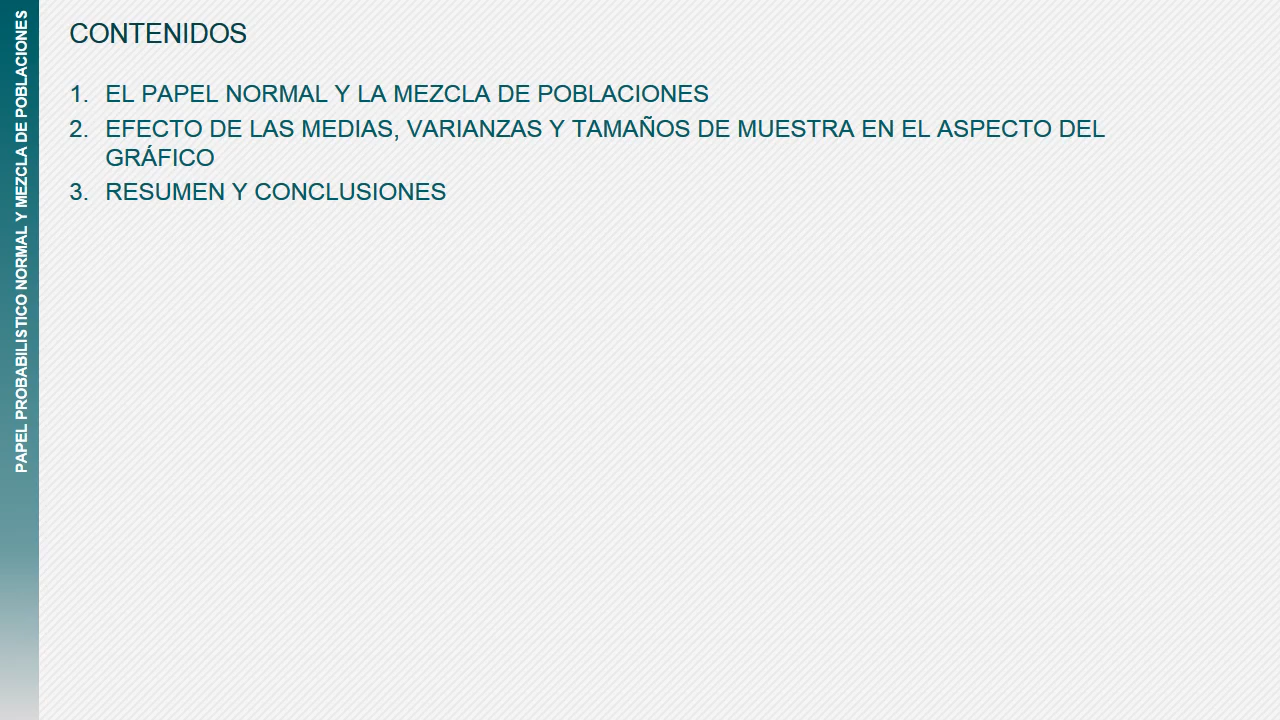 PAPEL PROBABILISTICO NORMAL Y MEZCLA DE POBLACIONES
CONTENIDOS
1. EL PAPEL NORMAL Y LA MEZCLA DE POBLACIONES
2. EFECTO DE LAS MEDIAS, VARIANZAS Y TAMAÑOS DE MUESTRA EN EL ASPECTO DEL
GRÁFICO
3. RESUMEN Y CONCLUSIONES